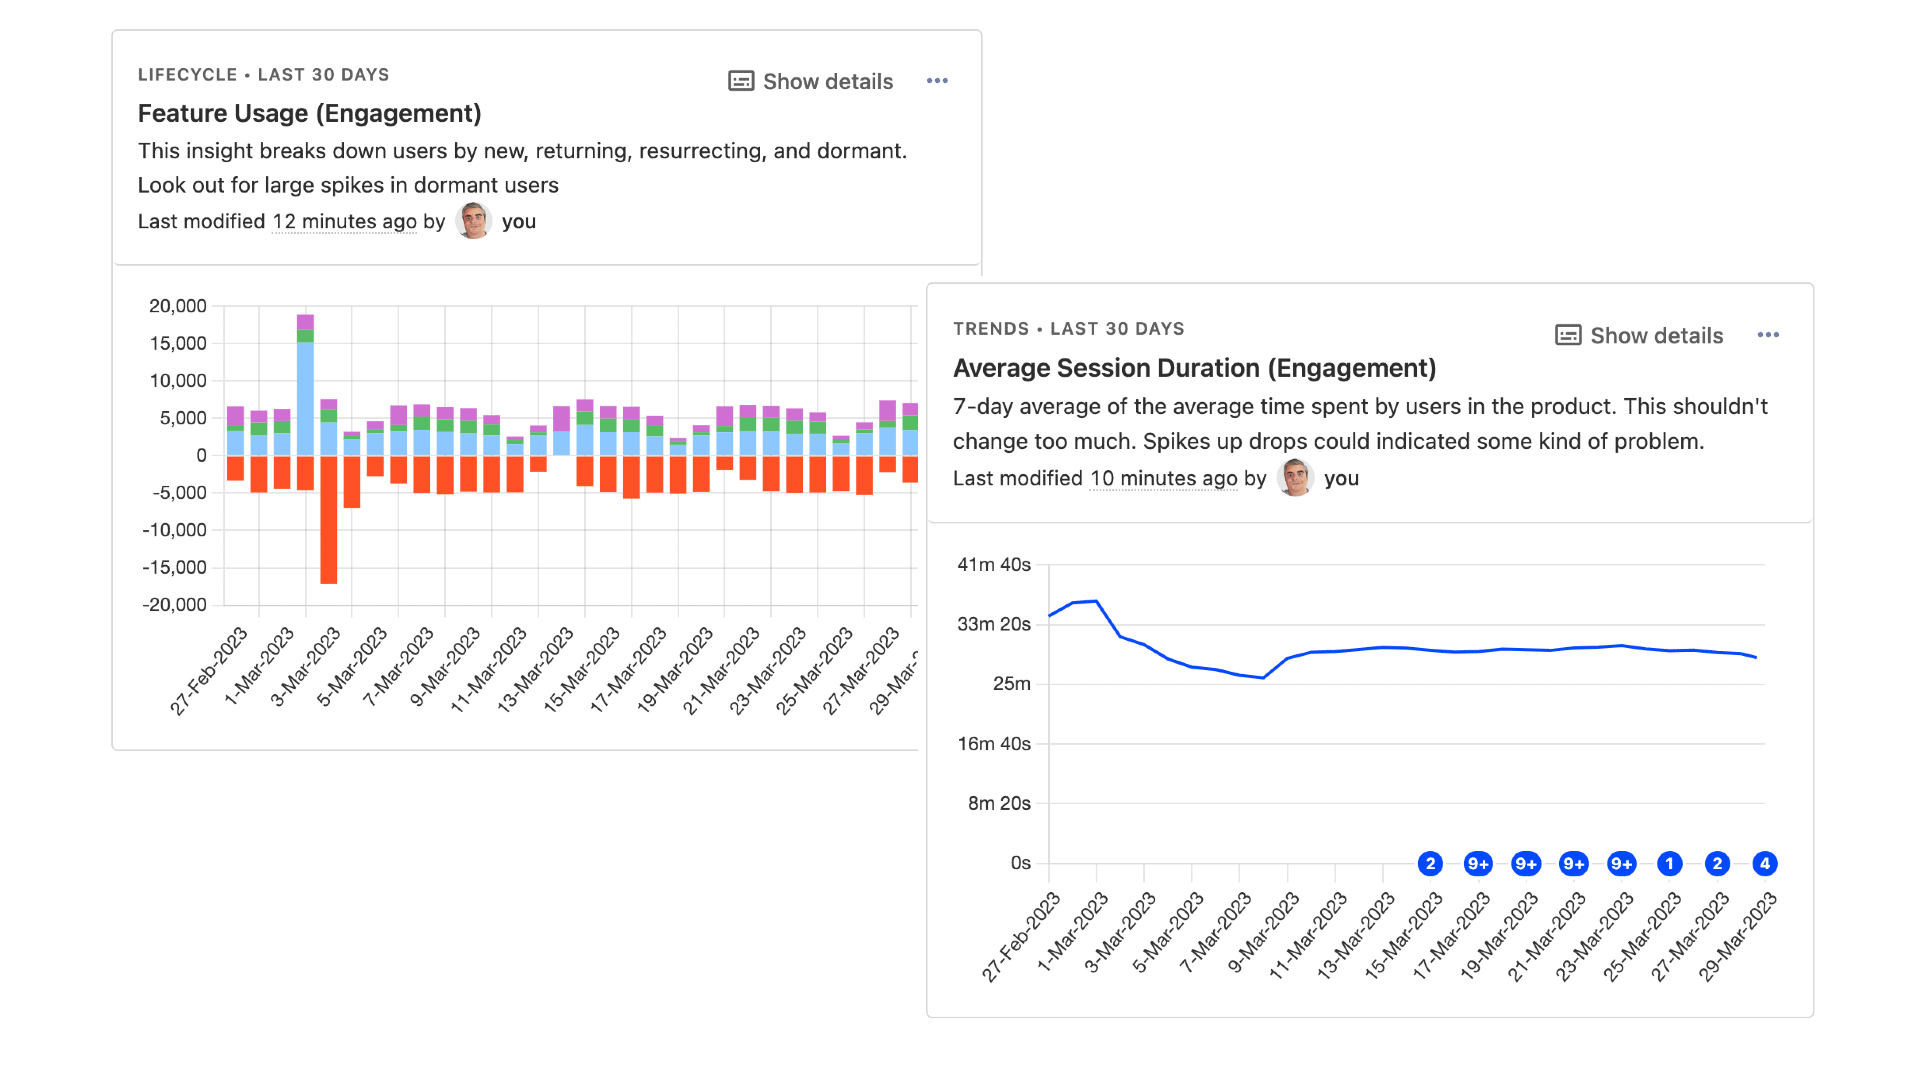 LIFECYCLE • LAST 30 DAYS
Show details
Feature Usage (Engagement)
This insight breaks down users by new, returning, resurrecting, and dormant.
Look out for large spikes in dormant users
Last modified 12 minutes ago by you
20,000
15,000
10,000
5,000
0
-5,000
-10,000
-15,000
-20,000
27-Feb-2023
1-Mar-2023
3-Mar-2023
5-Mar-2023
7-Mar-2023
9-Mar-2023
11-Mar-2023
13-Mar-2023
15-Mar-2023
17-Mar-2023
19-Mar-2023
21-Mar-2023
23-Mar-2023
25-Mar-2023
27-Mar-2023
29-Mar-
TRENDS • LAST 30 DAYS
Show details
Average Session Duration (Engagement)
7-day average of the average time spent by users in the product. This shouldn't
change too much. Spikes up drops could indicated some kind of problem.
Last modified 10 minutes ago by you
41m 40s
33m 20s
25m
16m 40s
8m 20s
0s
2 9+ 9+ 9+ 9+ 1 2 4
27-Feb-2023
1-Mar-2023
3-Mar-2023
5-Mar-2023
7-Mar-2023
9-Mar-2023
11-Mar-2023
13-Mar-2023
15-Mar-2023
17-Mar-2023
19-Mar-2023
21-Mar-2023
23-Mar-2023
25-Mar-2023
27-Mar-2023
29-Mar-2023